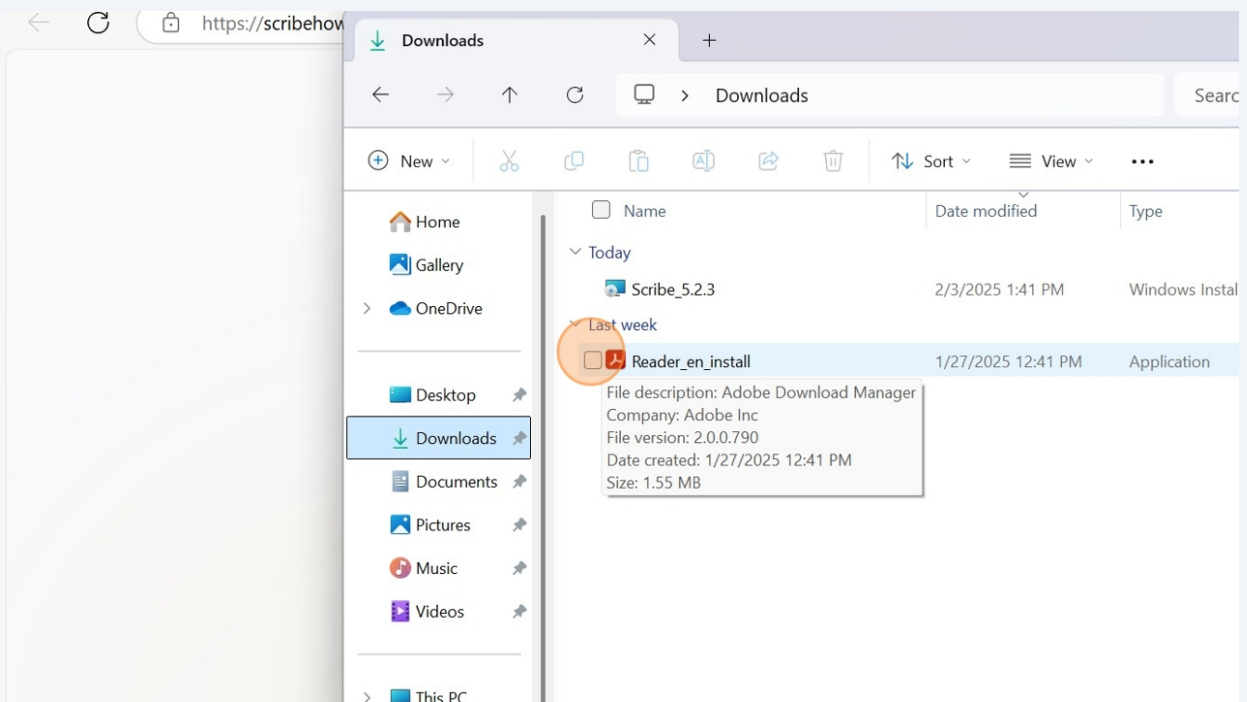 https://scribehow
Downloads
Downloads
Searc
New
Sort
View
Home
Gallery
OneDrive
Desktop
Downloads
Documents
Pictures
Music
Videos
This PC
Name Date modified Type
Today
Scribe_5.2.3 2/3/2025 1:41 PM Windows Instal
Last week
Reader_en_install 1/27/2025 12:41 PM Application
File description: Adobe Download Manager
Company: Adobe Inc
File version: 2.0.0.790
Date created: 1/27/2025 12:41 PM
Size: 1.55 MB